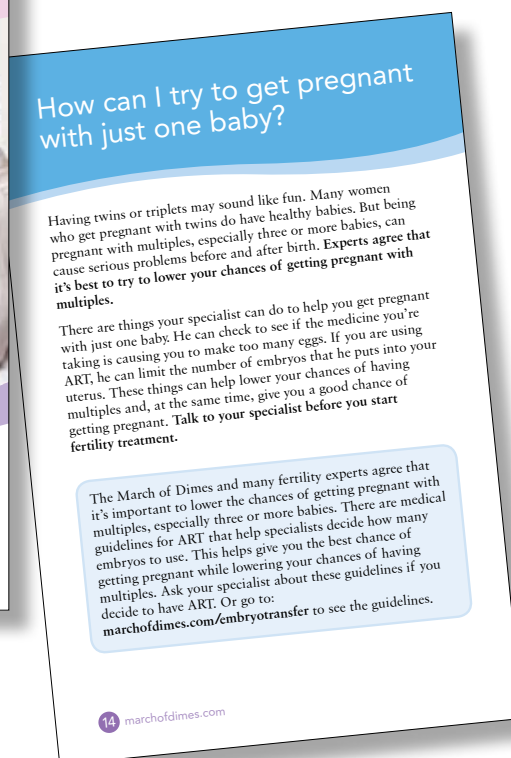 How can I try to get pregnant
with just one baby?
Having twins or triplets may sound like fun. Many women
who get pregnant with twins do have healthy babies. But being
pregnant with multiples, especially three or more babies, can
cause serious problems before and after birth. Experts agree that
it's best to try to lower your chances of getting pregnant with
multiples.
There are things your specialist can do to help you get pregnant
with just one baby. He can check to see if the medicine you're
taking is causing you to make too many eggs. If you are using
ART, he can limit the number of embryos that he puts into your
uterus. These things can help lower your chances of having
multiples and, at the same time, give you a good chance of
getting pregnant. Talk to your specialist before you start
fertility treatment.
The March of Dimes and many fertility experts agree that
it's important to lower the chances of getting pregnant with
multiples, especially three or more babies. There are medical
guidelines for ART that help specialists decide how many
embryos to use. This helps give you the best chance of
getting pregnant while lowering your chances of having
multiples. Ask your specialist about these guidelines if you
decide to have ART. Or go to:
marchofdimes.com/embryotransfer to see the guidelines.
14 marchofdimes.com